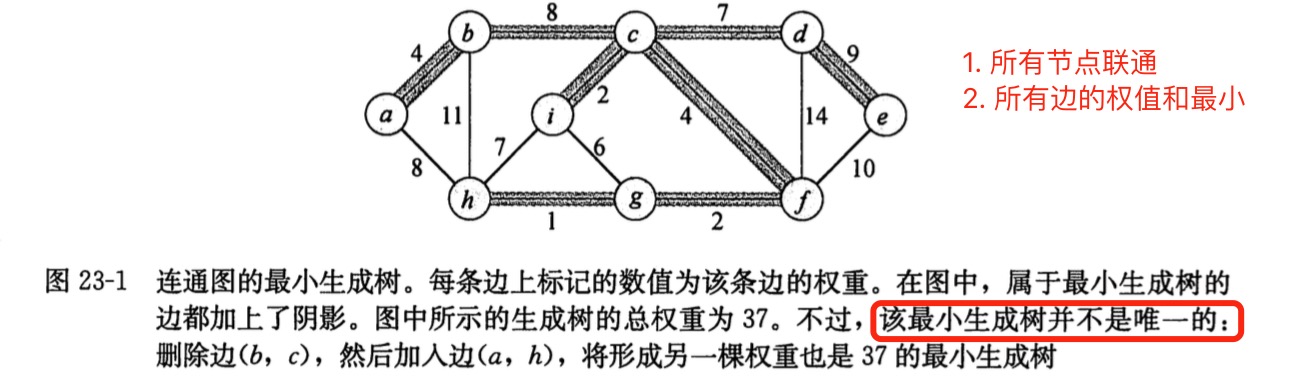 8
7
b
c
d
4
9
2
a
11
i
4
14
e
7
6
8
10
h
g
f
1
2
1. 所有节点联通
2. 所有边的权值和最小
图 23-1 连通图的最小生成树。每条边上标记的数值为该条边的权重。在图中，属于最小生成树的
边都加上了阴影。图中所示的生成树的总权重为 37。不过，该最小生成树并不是唯一的：
删除边(b，c)，然后加入边(a，h)，将形成另一棵权重也是 37 的最小生成树